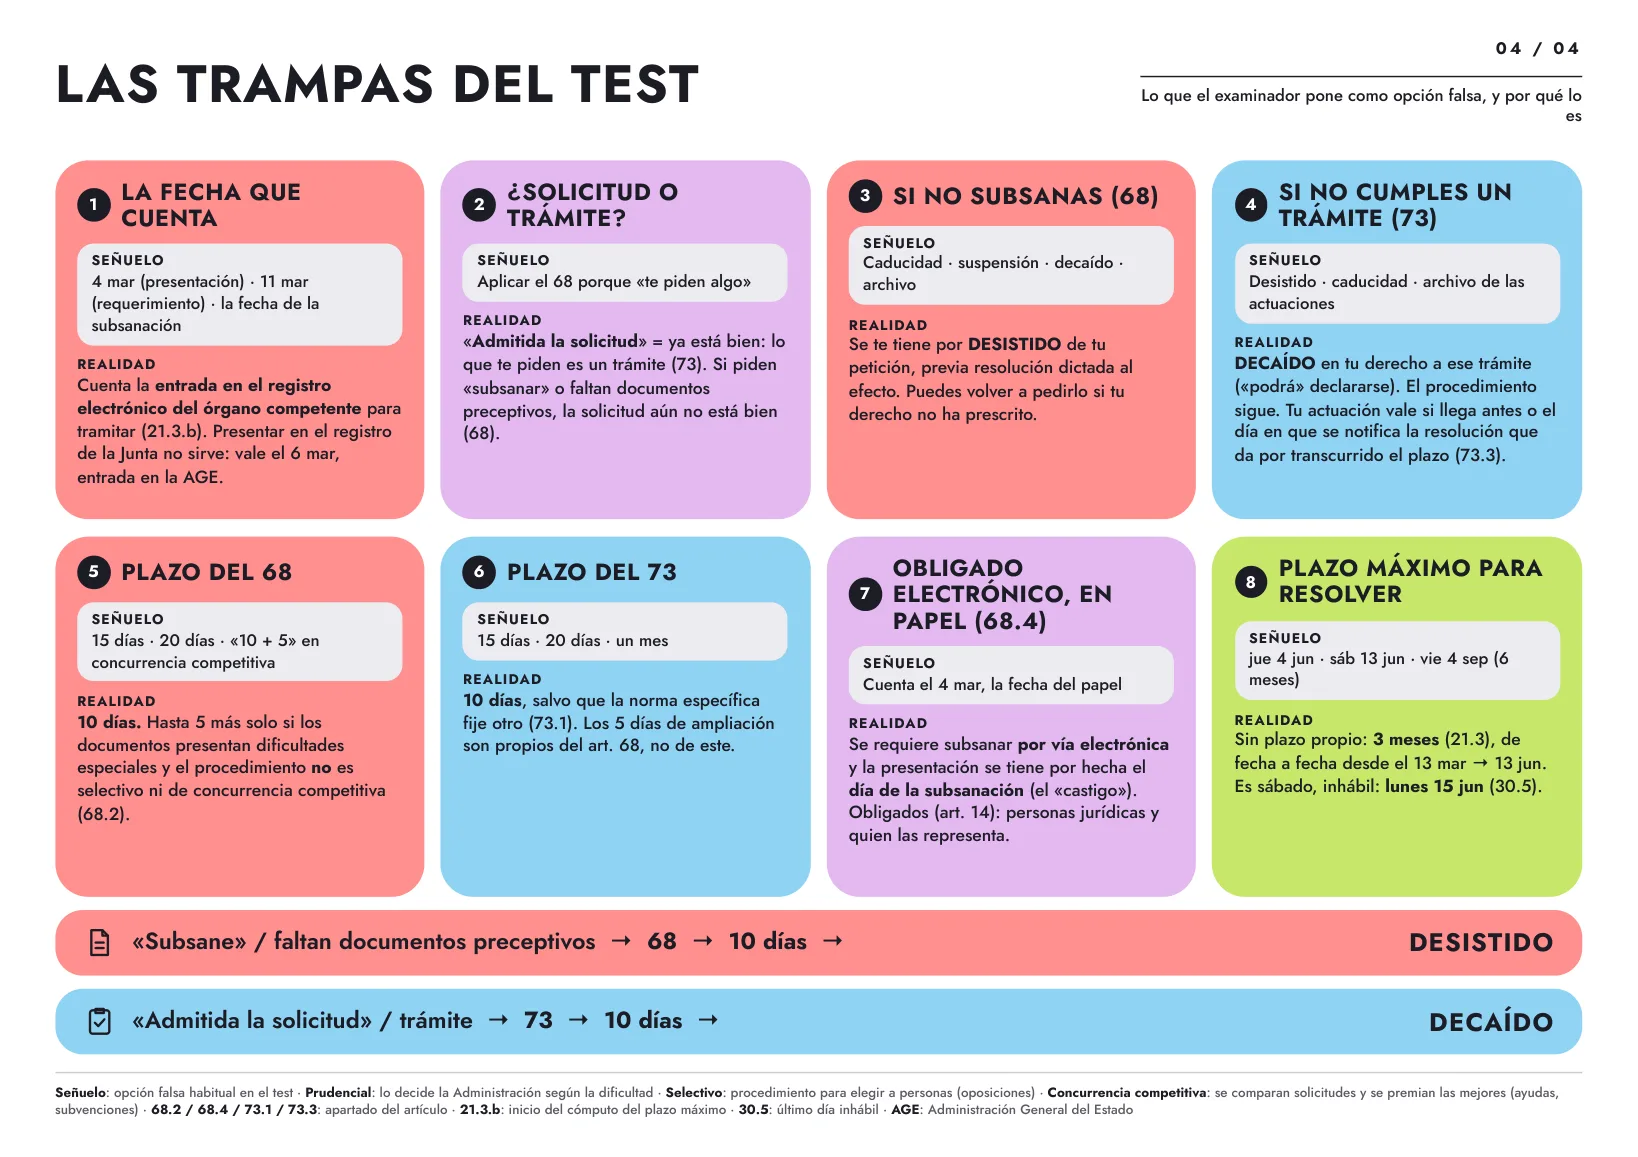 LAS TRAMPAS DEL TEST
04 / 04
Lo que el examinador pone como opción falsa, y por qué lo
es
1
LA FECHA QUE
CUENTA
SEÑUELO
4 mar (presentación) · 11 mar
(requerimiento) · la fecha de la
subsanación
REALIDAD
Cuenta la entrada en el registro
electrónico del órgano competente para
tramitar (21.3.b). Presentar en el registro
de la Junta no sirve: vale el 6 mar,
entrada en la AGE.
2
¿SOLICITUD O
TRÁMITE?
SEÑUELO
Aplicar el 68 porque «te piden algo»
REALIDAD
«Admitida la solicitud» = ya está bien: lo
que te piden es un trámite (73). Si piden
«subsanar» o faltan documentos
preceptivos, la solicitud aún no está bien
(68).
3
SI NO SUBSANAS (68)
SEÑUELO
Caducidad · suspensión · decaído ·
archivo
REALIDAD
Se te tiene por DESISTIDO de tu
petición, previa resolución dictada al
efecto. Puedes volver a pedirlo si tu
derecho no ha prescrito.
4
SI NO CUMPLES UN
TRÁMITE (73)
SEÑUELO
Desistido · caducidad · archivo de las
actuaciones
REALIDAD
DECAÍDO en tu derecho a ese trámite
(«podrá» declararse). El procedimiento
sigue. Tu actuación vale si llega antes o el
día en que se notifica la resolución que
da por transcurrido el plazo (73.3).
5
PLAZO DEL 68
SEÑUELO
15 días · 20 días · «10 + 5» en
concurrencia competitiva
REALIDAD
10 días. Hasta 5 más solo si los
documentos presentan dificultades
especiales y el procedimiento no es
selectivo ni de concurrencia competitiva
(68.2).
6
PLAZO DEL 73
SEÑUELO
15 días · 20 días · un mes
REALIDAD
10 días, salvo que la norma específica
fije otro (73.1). Los 5 días de ampliación
son propios del art. 68, no de este.
7
OBLIGADO
ELECTRÓNICO, EN
PAPEL (68.4)
SEÑUELO
Cuenta el 4 mar, la fecha del papel
REALIDAD
Se requiere subsanar por vía electrónica
y la presentación se tiene por hecha el
día de la subsanación (el «castigo»).
Obligados (art. 14): personas jurídicas y
quien las representa.
8
PLAZO MÁXIMO PARA
RESOLVER
SEÑUELO
jue 4 jun · sáb 13 jun · vie 4 sep (6
meses)
REALIDAD
Sin plazo propio: 3 meses (21.3), de
fecha a fecha desde el 13 mar → 13 jun.
Es sábado, inhábil: lunes 15 jun (30.5).
«Subsane» / faltan documentos preceptivos → 68 → 10 días → DESISTIDO
«Admitida la solicitud» / trámite → 73 → 10 días → DECAÍDO
Señuelo: opción falsa habitual en el test · Prudencial: lo decide la Administración según la dificultad · Selectivo: procedimiento para elegir a personas (oposiciones) · Concurrencia competitiva: se comparan solicitudes y se premian las mejores (ayudas,
subvenciones) · 68.2 / 68.4 / 73.1 / 73.3: apartado del artículo · 21.3.b: inicio del cómputo del plazo máximo · 30.5: último día inhábil · AGE: Administración General del Estado